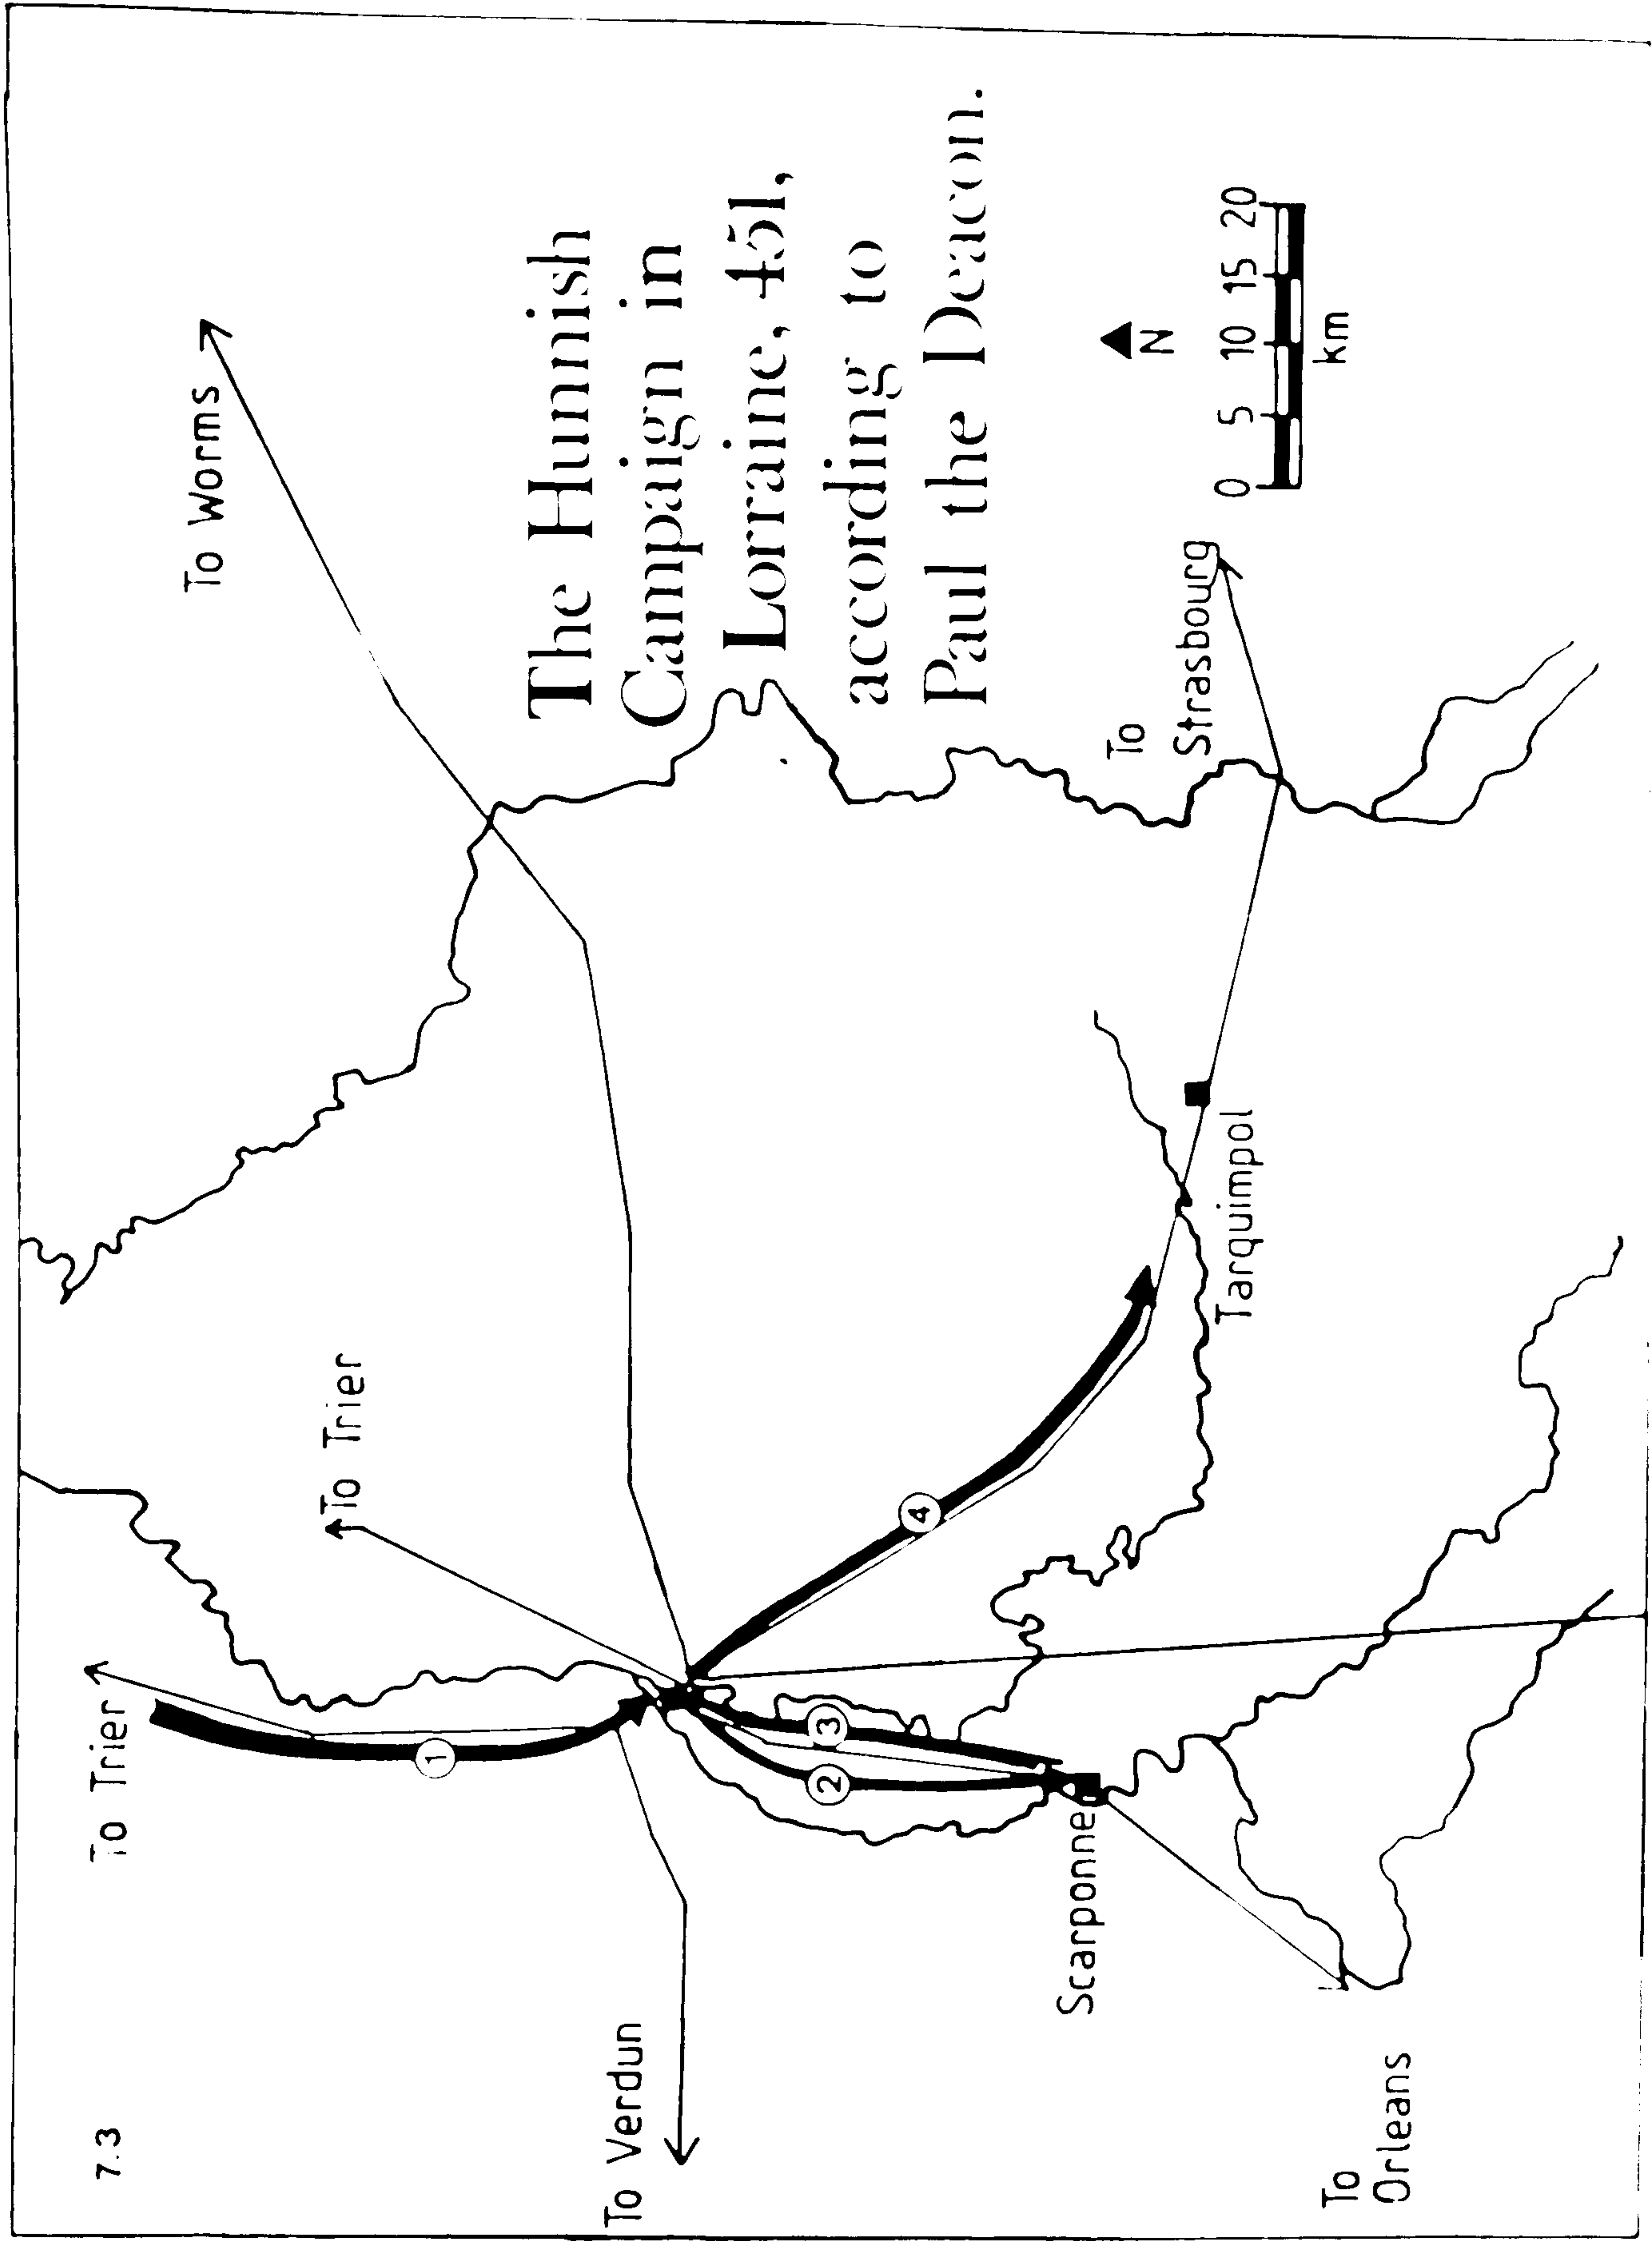 7.3
To Trier
To Trier
To Worms
To Verdun
The Hunnish
Campaign in
Lorraine, 451,
according to
Paul the Deacon.
1
2
3
4
Scarponne
Tarquimpol
To
Strasbourg
To
Orleans
N
0 5 10 15 20
km